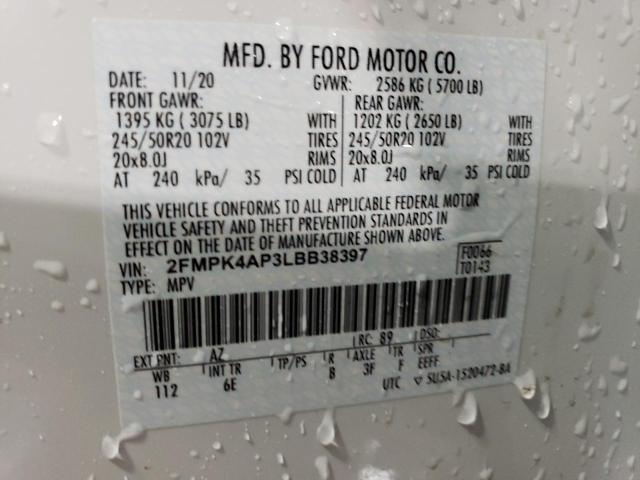 MFD. BY FORD MOTOR CO.
DATE: 11/20 GVWR: 2586 KG ( 5700 LB)
FRONT GAWR: REAR GAWR:
1395 KG ( 3075 LB) WITH 1202 KG ( 2650 LB) WITH
245/50R20 102V TIRES 245/50R20 102V TIRES
20x8.0J RIMS 20x8.0J RIMS
AT 240 kPa/ 35 PSI COLD AT 240 kPa/ 35 PSI COLD
THIS VEHICLE CONFORMS TO ALL APPLICABLE FEDERAL MOTOR
VEHICLE SAFETY AND THEFT PREVENTION STANDARDS IN
EFFECT ON THE DATE OF MANUFACTURE SHOWN ABOVE.
VIN: 2FMPK4AP3LBB38397 F0066
TYPE: MPV T0143
EXT PNT: AZ RC: 89 DSO:
WB INT TR TP/PS R AXLE TR SPR
112 6E B 3F F EEFF
UTC ▽ 5U5A-1520472-BA